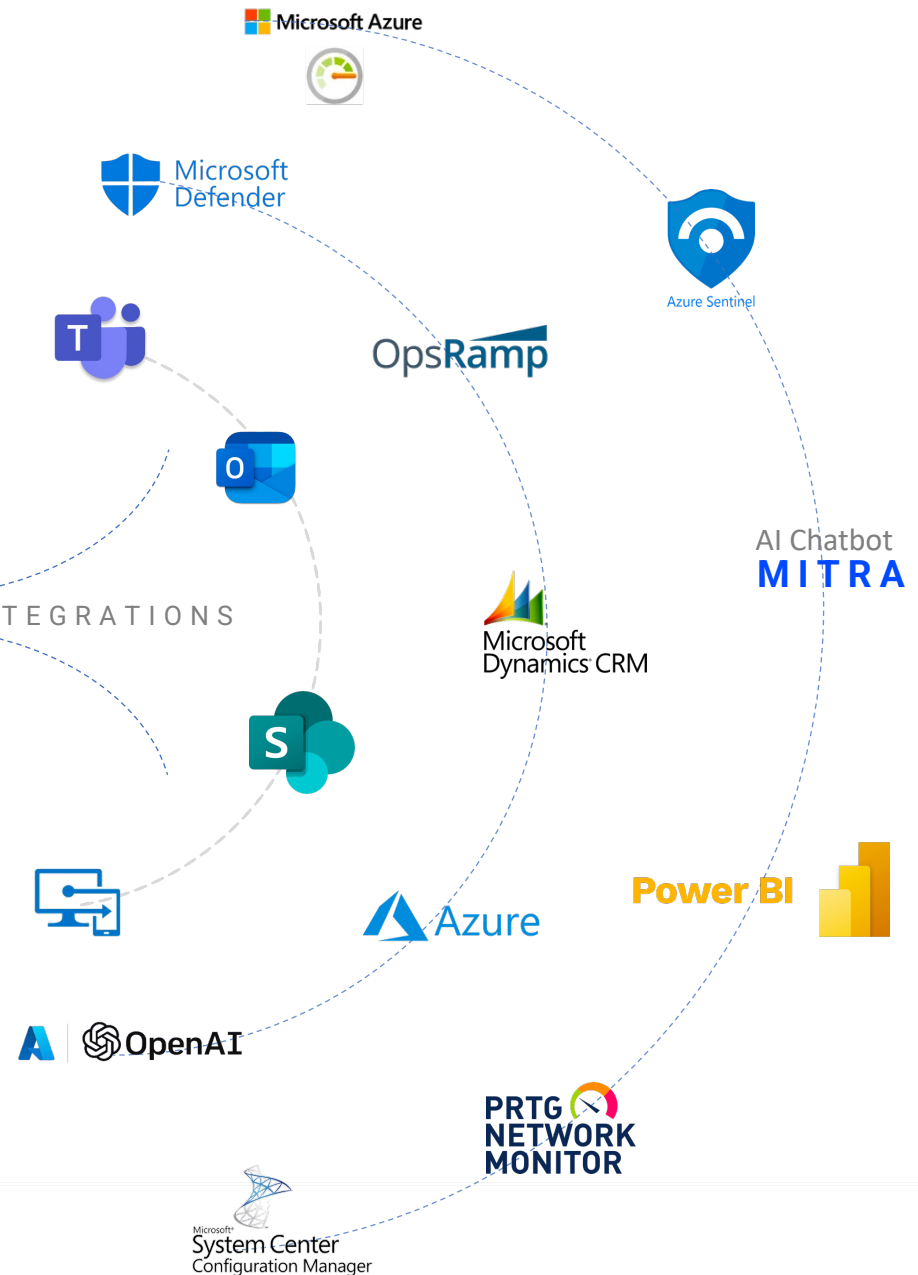 Microsoft Azure
Microsoft
Defender
Azure Sentinel
T
OpsRamp
O
AI Chatbot
MITRA
TEGRATIONS
Microdoft
Dynamics CRM
S
Power BI
Azure
OpenAI
PRTG
NETWORK
MONITOR
Microsoft
System Center
Configuration Manager